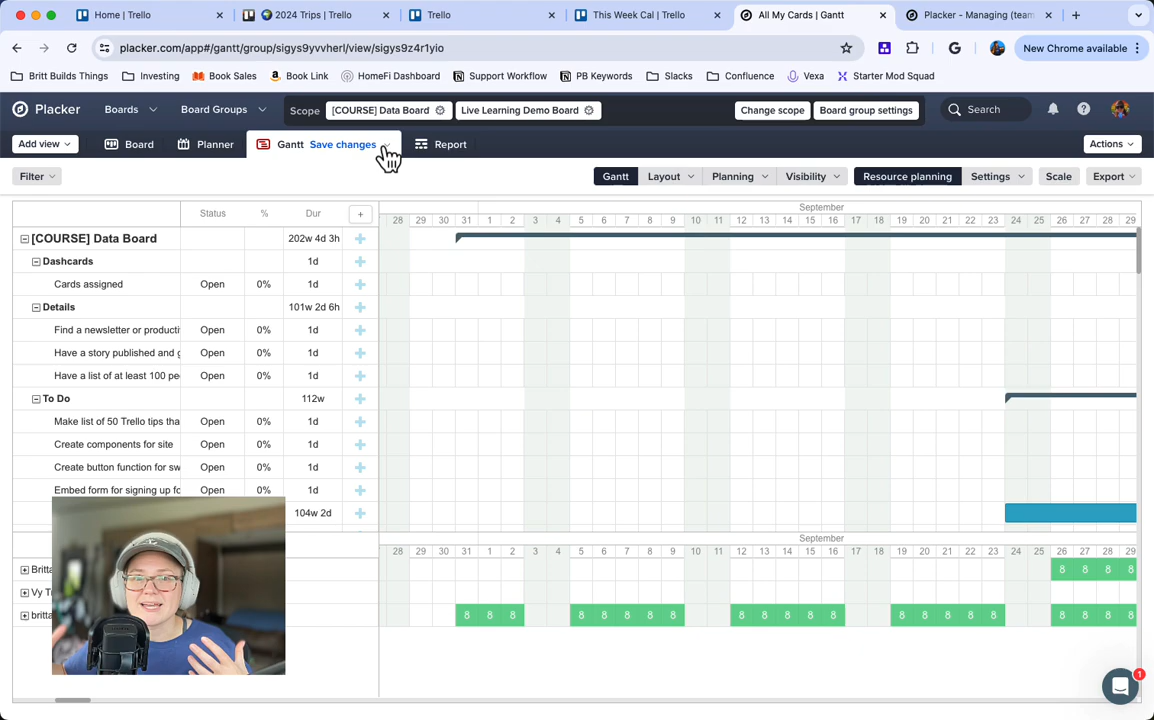 Home | Trello
2024 Trips | Trello
Trello
This Week Cal | Trello
All My Cards | Gantt
Placker - Managing (team
placker.com/app#/gantt/group/sigys9yvvherl/view/sigys9z4r1yio
New Chrome available
Britt Builds Things
Investing
Book Sales
Book Link
HomeFi Dashboard
Support Workflow
PB Keywords
Slacks
Confluence
Vexa
Starter Mod Squad
Placker
Boards
Board Groups
Scope
[COURSE] Data Board
Live Learning Demo Board
Change scope
Board group settings
Search
Add view
Board
Planner
Gantt
Save changes
Report
Actions
Filter
Gantt
Layout
Planning
Visibility
Resource planning
Settings
Scale
Export
Status % Dur +
September
28 29 30 31 1 2 3 4 5 6 7 8 9 10 11 12 13 14 15 16 17 18 19 20 21 22 23 24 25 26 27 28 29
[COURSE] Data Board 202w 4d 3h
Dashcards 1d
Cards assigned Open 0% 1d
Details 101w 2d 6h
Find a newsletter or producti Open 0% 1d
Have a story published and g Open 0% 1d
Have a list of at least 100 pe Open 0% 1d
To Do 112w
Make list of 50 Trello tips tha Open 0% 1d
Create components for site Open 0% 1d
Create button function for sw Open 0% 1d
Embed form for signing up fo Open 0% 1d
104w 2d
September
28 29 30 31 1 2 3 4 5 6 7 8 9 10 11 12 13 14 15 16 17 18 19 20 21 22 23 24 25 26 27 28 29
Britta 8 8 8 8
Vy T
britta 8 8 8 8 8 8 8 8 8 8 8 8 8 8 8 8 8 8 8 8 8 8
1